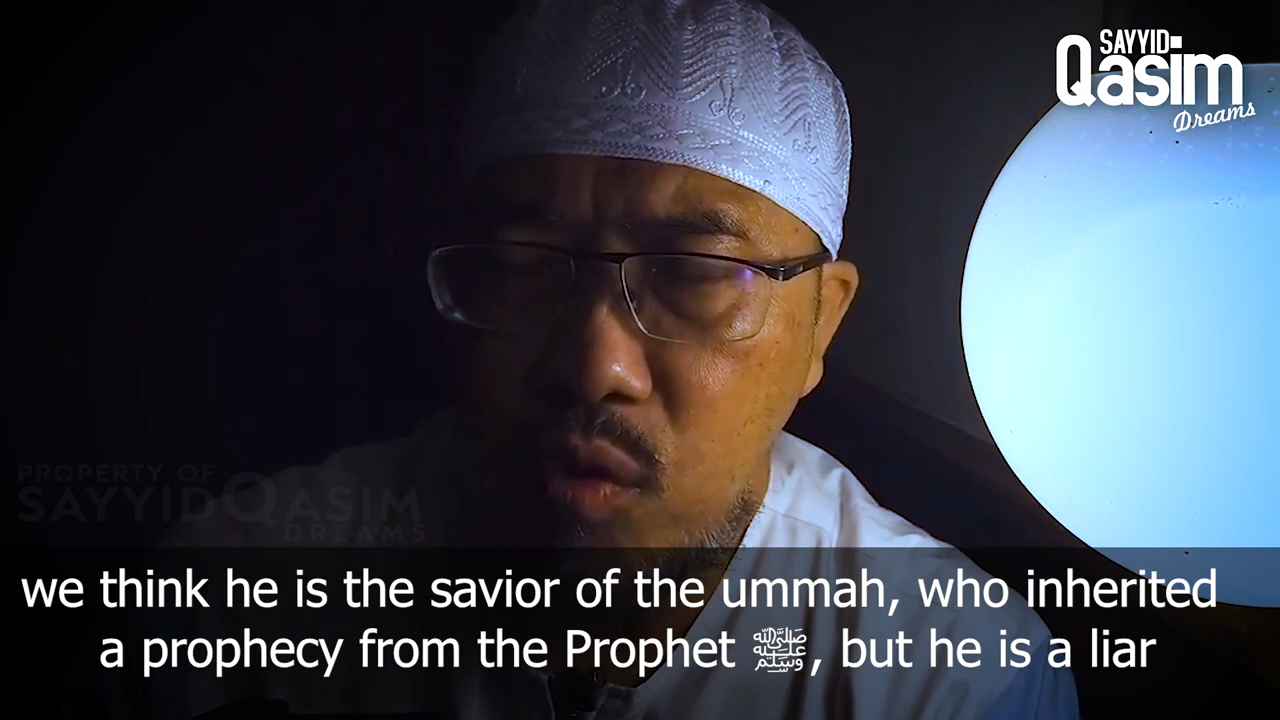 SAYYID
Qasim
Dreams
PROPERTY OF
SAYYIDQASIM
DREAMS
we think he is the savior of the ummah, who inherited
a prophecy from the Prophet ﷺ, but he is a liar